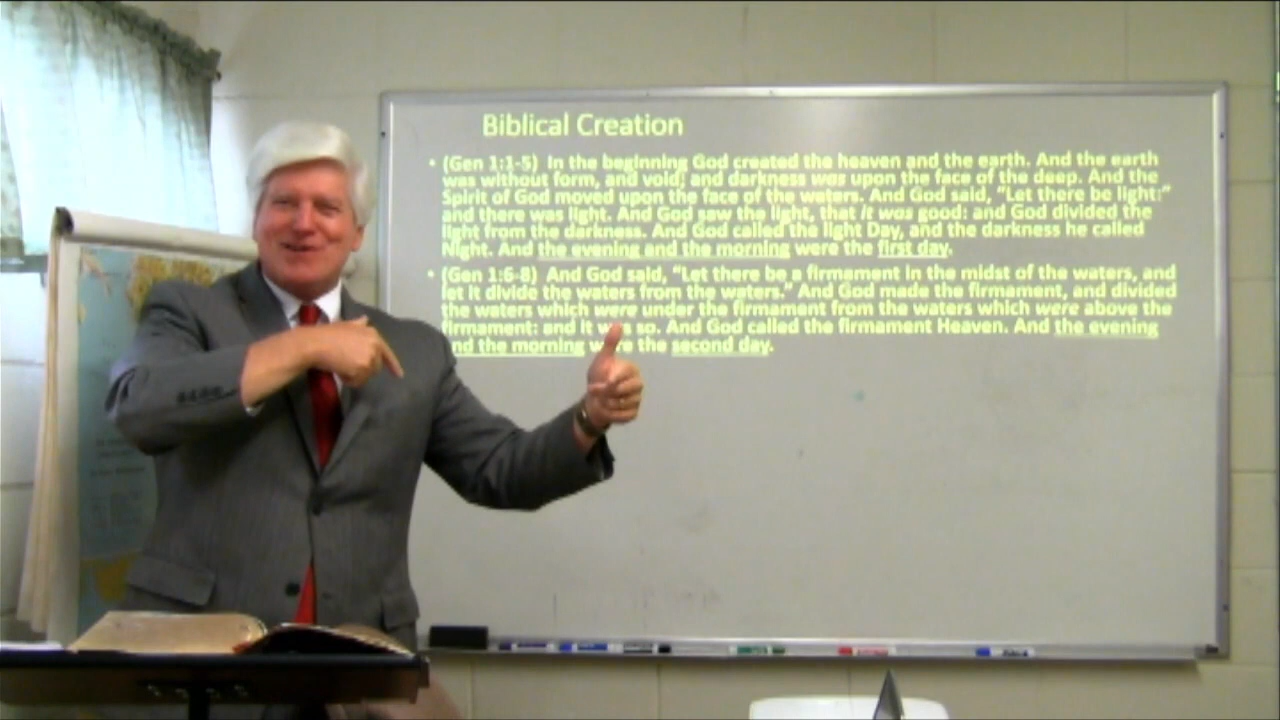 Biblical Creation
• (Gen 1:1-5) In the beginning God created the heaven and the earth. And the earth
was without form, and void; and darkness was upon the face of the deep. And the
Spirit of God moved upon the face of the waters. And God said, “Let there be light:”
and there was light. And God saw the light, that it was good: and God divided the
light from the darkness. And God called the light Day, and the darkness he called
Night. And the evening and the morning were the first day.
• (Gen 1:6-8) And God said, “Let there be a firmament in the midst of the waters, and
let it divide the waters from the waters.” And God made the firmament, and divided
the waters which were under the firmament from the waters which were above the
firmament: and it was so. And God called the firmament Heaven. And the evening
and the morning were the second day.